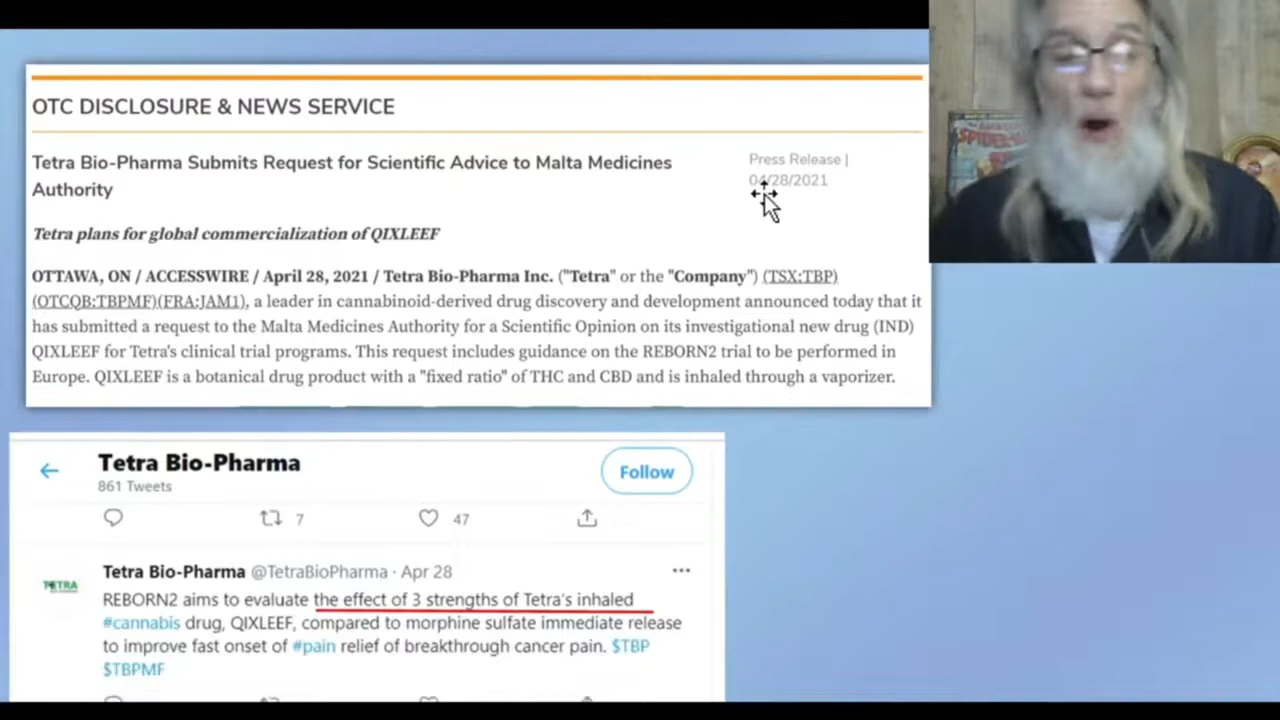 OTC DISCLOSURE & NEWS SERVICE
Tetra Bio-Pharma Submits Request for Scientific Advice to Malta Medicines
Authority
Press Release |
04/28/2021
Tetra plans for global commercialization of QIXLEEF
OTTAWA, ON / ACCESSWIRE / April 28, 2021 / Tetra Bio-Pharma Inc. ("Tetra" or the "Company") (TSX:TBP)
(OTCQB:TBPMF)(FRA:JAM1), a leader in cannabinoid-derived drug discovery and development announced today that it
has submitted a request to the Malta Medicines Authority for a Scientific Opinion on its investigational new drug (IND)
QIXLEEF for Tetra's clinical trial programs. This request includes guidance on the REBORN2 trial to be performed in
Europe. QIXLEEF is a botanical drug product with a "fixed ratio" of THC and CBD and is inhaled through a vaporizer.
SPIDER
Tetra Bio-Pharma
861 Tweets
Follow
7
47
TETRA
Tetra Bio-Pharma @TetraBioPharma · Apr 28
REBORN2 aims to evaluate the effect of 3 strengths of Tetra's inhaled
#cannabis drug, QIXLEEF, compared to morphine sulfate immediate release
to improve fast onset of #pain relief of breakthrough cancer pain. $TBP
$TBPMF